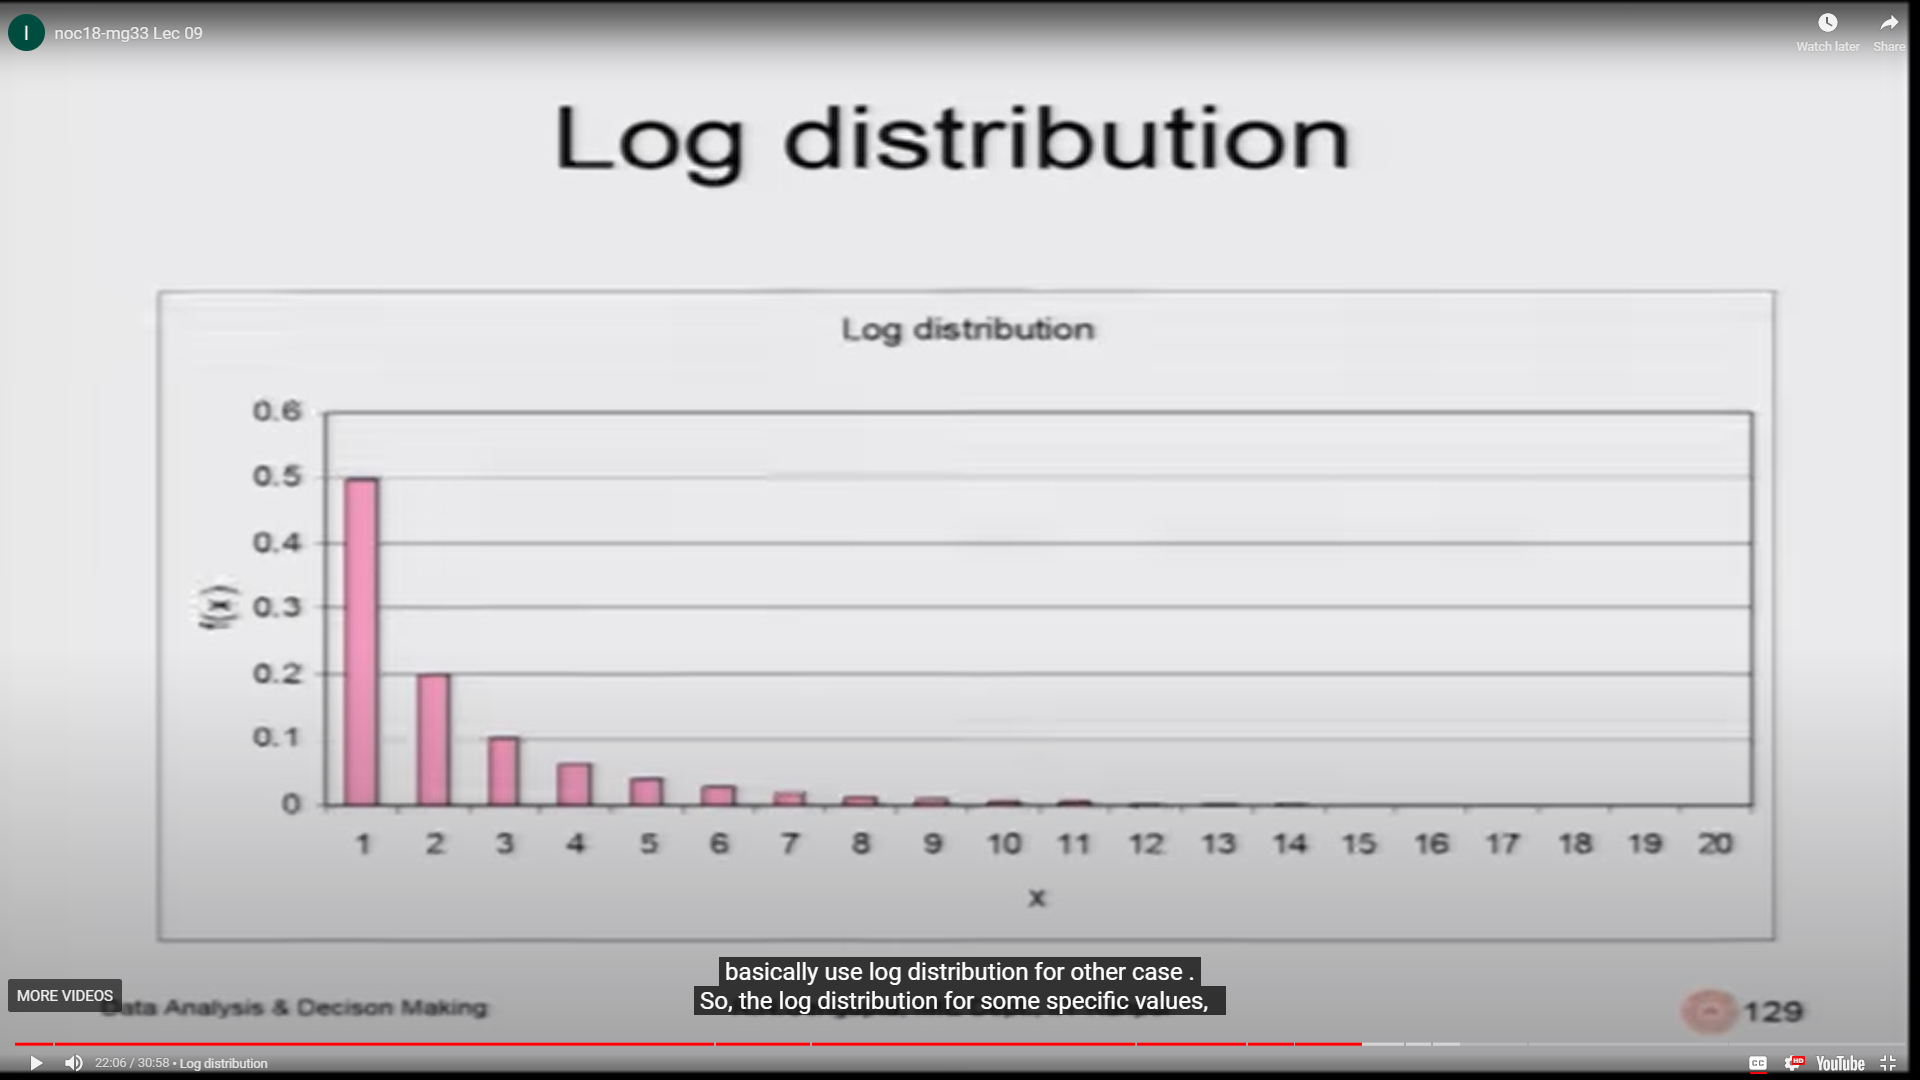 I
noc18-mg33 Lec 09
Watch later
Share
Log distribution
Log distribution
0.6
0.5
0.4
0.3
0.2
0.1
0
f(x)
1 2 3 4 5 6 7 8 9 10 11 12 13 14 15 16 17 18 19 20
x
basically use log distribution for other case .
So, the log distribution for some specific values,
MORE VIDEOS
Data Analysis & Decison Making
129
22:06 / 30:58 • Log distribution
CC
HD
YouTube